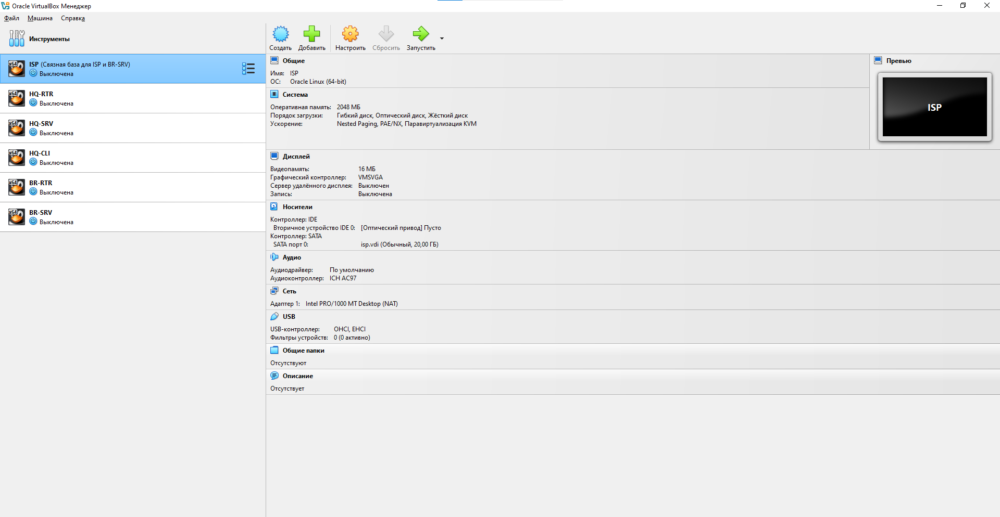 Oracle VirtualBox Менеджер
Файл Машина Справка
Инструменты
Создать Добавить Настроить Сбросить Запустить
x64 ISP (Связная база для ISP и BR-SRV)
Выключена
x64 HQ-RTR
Выключена
x64 HQ-SRV
Выключена
x64 HQ-CLI
Выключена
x64 BR-RTR
Выключена
x64 BR-SRV
Выключена
Общие
Имя: ISP
ОС: Oracle Linux (64-bit)
Система
Оперативная память: 2048 МБ
Порядок загрузки: Гибкий диск, Оптический диск, Жёсткий диск
Ускорение: Nested Paging, PAE/NX, Паравиртуализация KVM
Превью
ISP
Дисплей
Видеопамять: 16 МБ
Графический контроллер: VMSVGA
Сервер удалённого дисплея: Выключен
Запись: Выключена
Носители
Контроллер: IDE
Вторичное устройство IDE 0: [Оптический привод] Пусто
Контроллер: SATA
SATA порт 0: isp.vdi (Обычный, 20,00 ГБ)
Аудио
Аудиодрайвер: По умолчанию
Аудиоконтроллер: ICH AC97
Сеть
Адаптер 1: Intel PRO/1000 MT Desktop (NAT)
USB
USB-контроллер: OHCI, EHCI
Фильтры устройств: 0 (0 активно)
Общие папки
Отсутствуют
Описание
Отсутствует